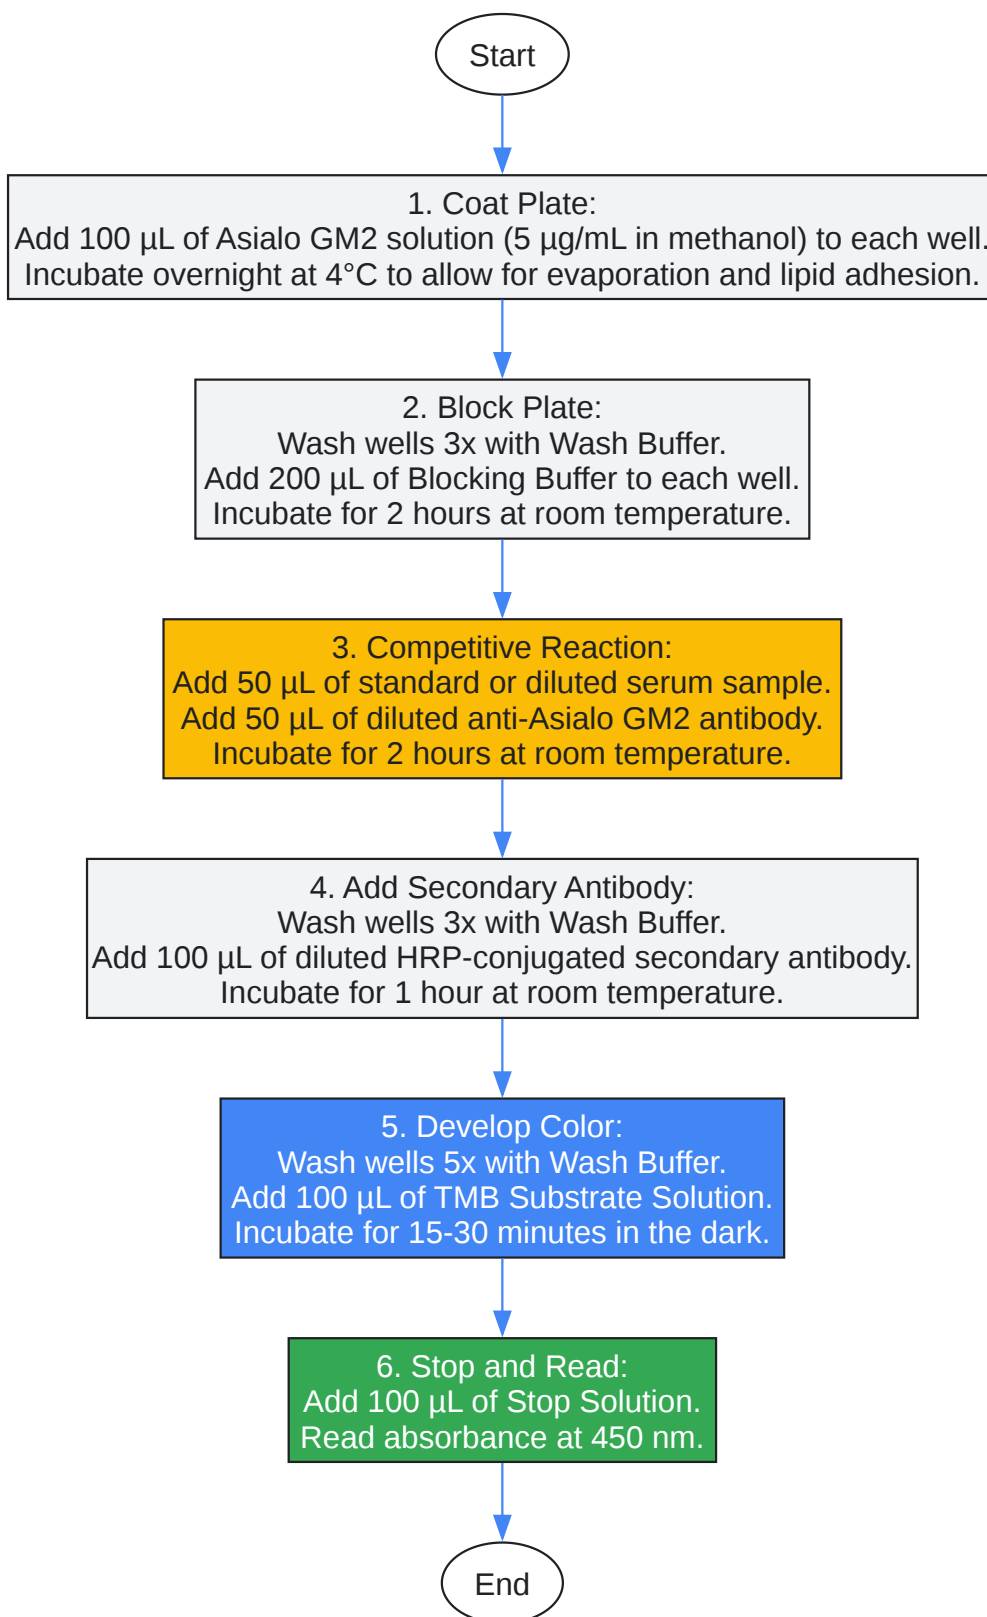 Start
1. Coat Plate:
Add 100 µL of Asialo GM2 solution (5 µg/mL in methanol) to each well.
Incubate overnight at 4°C to allow for evaporation and lipid adhesion.
2. Block Plate:
Wash wells 3x with Wash Buffer.
Add 200 µL of Blocking Buffer to each well.
Incubate for 2 hours at room temperature.
3. Competitive Reaction:
Add 50 µL of standard or diluted serum sample.
Add 50 µL of diluted anti-Asialo GM2 antibody.
Incubate for 2 hours at room temperature.
4. Add Secondary Antibody:
Wash wells 3x with Wash Buffer.
Add 100 µL of diluted HRP-conjugated secondary antibody.
Incubate for 1 hour at room temperature.
5. Develop Color:
Wash wells 5x with Wash Buffer.
Add 100 µL of TMB Substrate Solution.
Incubate for 15-30 minutes in the dark.
6. Stop and Read:
Add 100 µL of Stop Solution.
Read absorbance at 450 nm.
End